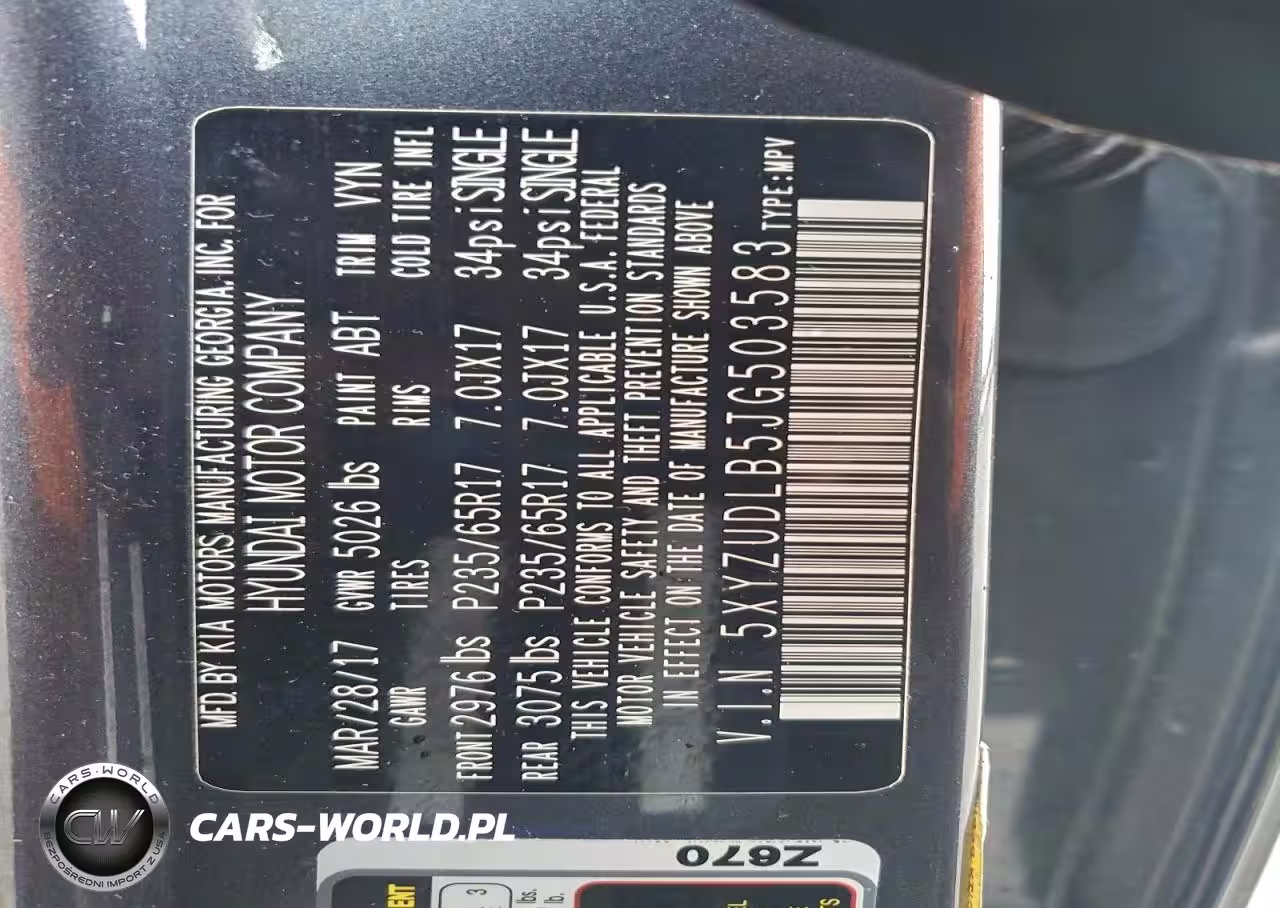 MFD. BY KIA MOTORS MANUFACTURING GEORGIA, INC. FOR
HYUNDAI MOTOR COMPANY
MAR/28/17 GVWR 5026 lbs PAINT ABT TRIM VYN
GAWR TIRES RIMS COLD TIRE INFL
FRONT 2976 lbs P235/65R17 7.0JX17 34psi SINGLE
REAR 3075 lbs P235/65R17 7.0JX17 34psi SINGLE
THIS VEHICLE CONFORMS TO ALL APPLICABLE U.S.A. FEDERAL
MOTOR VEHICLE SAFETY AND THEFT PREVENTION STANDARDS
IN EFFECT ON THE DATE OF MANUFACTURE SHOWN ABOVE
V.I.N 5XYZUDLB5JG503583 TYPE:MPV
Z670
CARS-WORLD
CW
BEZPOŚREDNI IMPORT Z USA
CARS-WORLD.PL